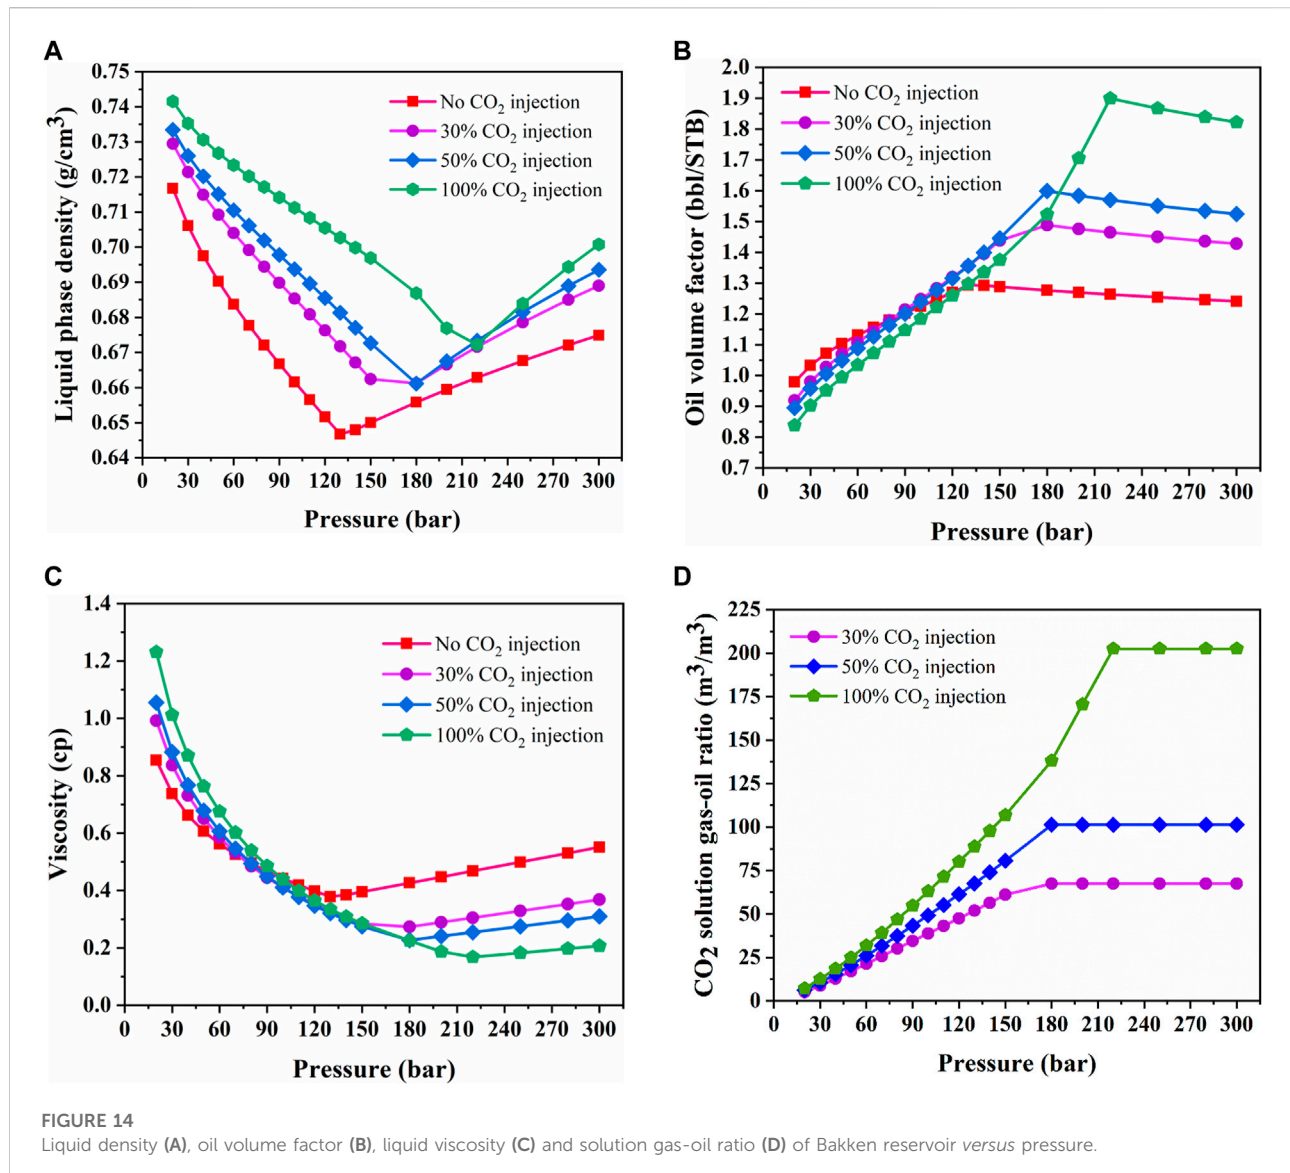 A
Liquid phase density (g/cm³)
0.75
0.74
0.73
0.72
0.71
0.70
0.69
0.68
0.67
0.66
0.65
0.64
No CO₂ injection
30% CO₂ injection
50% CO₂ injection
100% CO₂ injection
0 30 60 90 120 150 180 210 240 270 300
Pressure (bar)
B
Oil volume factor (bbl/STB)
2.0
1.9
1.8
1.7
1.6
1.5
1.4
1.3
1.2
1.1
1.0
0.9
0.8
0.7
No CO₂ injection
30% CO₂ injection
50% CO₂ injection
100% CO₂ injection
0 30 60 90 120 150 180 210 240 270 300
Pressure (bar)
C
Viscosity (cp)
1.4
1.2
1.0
0.8
0.6
0.4
0.2
0.0
No CO₂ injection
30% CO₂ injection
50% CO₂ injection
100% CO₂ injection
0 30 60 90 120 150 180 210 240 270 300
Pressure (bar)
D
CO₂ solution gas-oil ratio (m³/m³)
225
200
175
150
125
100
75
50
25
0
30% CO₂ injection
50% CO₂ injection
100% CO₂ injection
0 30 60 90 120 150 180 210 240 270 300
Pressure (bar)
FIGURE 14
Liquid density (A), oil volume factor (B), liquid viscosity (C) and solution gas-oil ratio (D) of Bakken reservoir versus pressure.